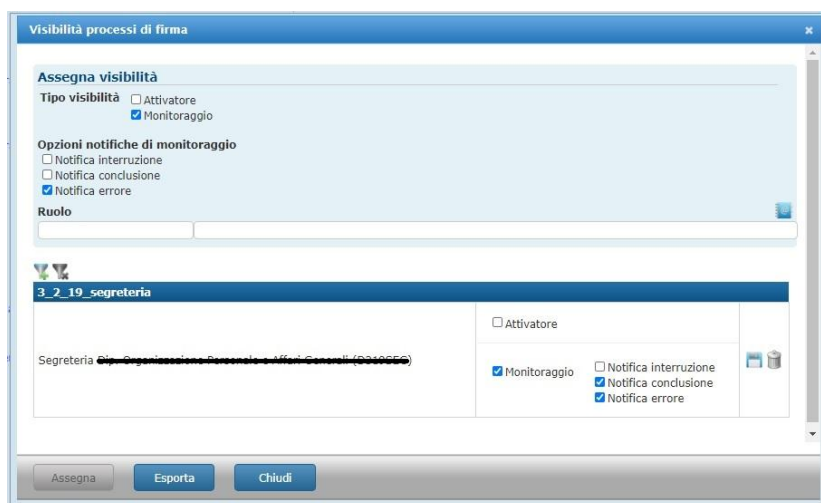 Visibilità processi di firma
Assegna visibilità
Tipo visibilità Attivatore
Monitoraggio
Opzioni notifiche di monitoraggio
Notifica interruzione
Notifica conclusione
Notifica errore
Ruolo
3_2_19_segreteria
Attivatore
Segreteria
Monitoraggio
Notifica interruzione
Notifica conclusione
Notifica errore
Assegna Esporta Chiudi